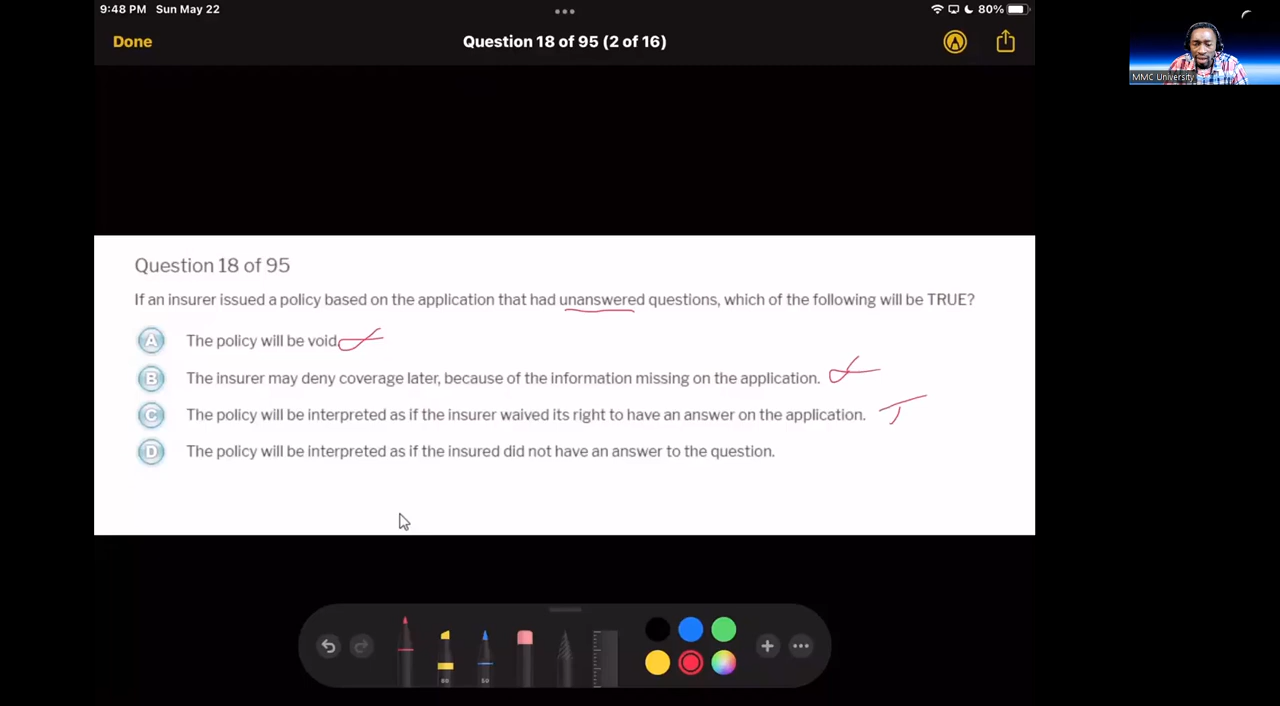 9:48 PM Sun May 22
80%
Done
Question 18 of 95 (2 of 16)
MMC University
Question 18 of 95
If an insurer issued a policy based on the application that had unanswered questions, which of the following will be TRUE?
A The policy will be void
B The insurer may deny coverage later, because of the information missing on the application.
C The policy will be interpreted as if the insurer waived its right to have an answer on the application. T
D The policy will be interpreted as if the insured did not have an answer to the question.